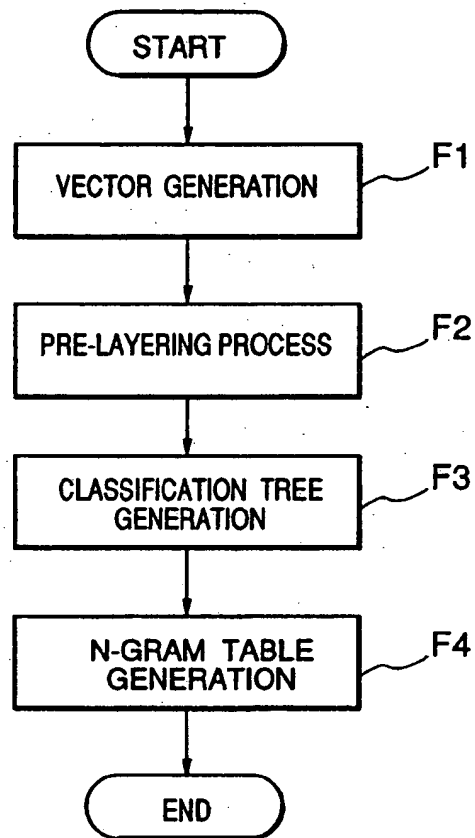 START
VECTOR GENERATION
F1
PRE-LAYERING PROCESS
F2
CLASSIFICATION TREE
GENERATION
F3
N-GRAM TABLE
GENERATION
F4
END